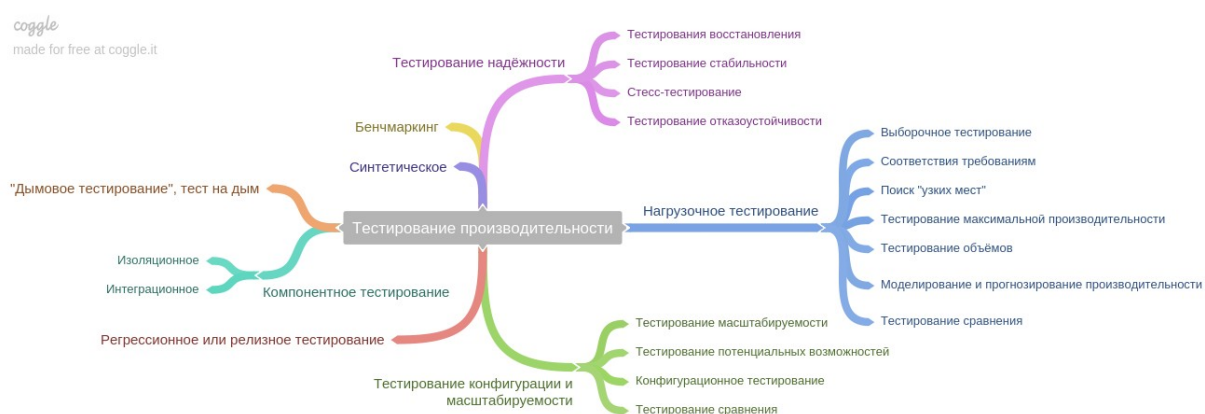 coggle
made for free at coggle.it
Тестирование надёжности
Тестирования восстановления
Тестирование стабильности
Стесс-тестирование
Тестирование отказоустойчивости
Бенчмаркинг
Синтетическое
"Дымовое тестирование", тест на дым
Тестирование производительности
Нагрузочное тестирование
Выборочное тестирование
Соответствия требованиям
Поиск "узких мест"
Тестирование максимальной производительности
Тестирование объёмов
Моделирование и прогнозирование производительности
Тестирование сравнения
Изоляционное
Интеграционное
Компонентное тестирование
Регрессионное или релизное тестирование
Тестирование конфигурации и
масштабируемости
Тестирование масштабируемости
Тестирование потенциальных возможностей
Конфигурационное тестирование
Тестирование сравнения